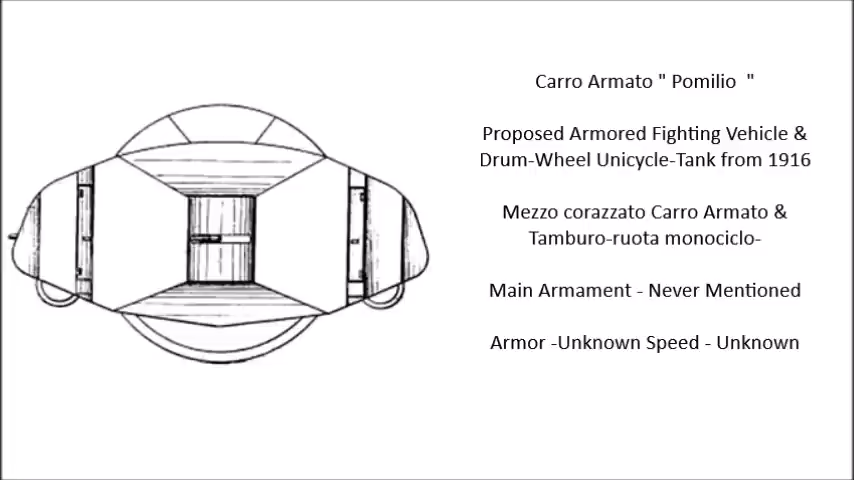 Carro Armato " Pomilio  "
Proposed Armored Fighting Vehicle &
Drum-Wheel Unicycle-Tank from 1916
Mezzo corazzato Carro Armato &
Tamburo-ruota monociclo-
Main Armament - Never Mentioned
Armor -Unknown Speed - Unknown